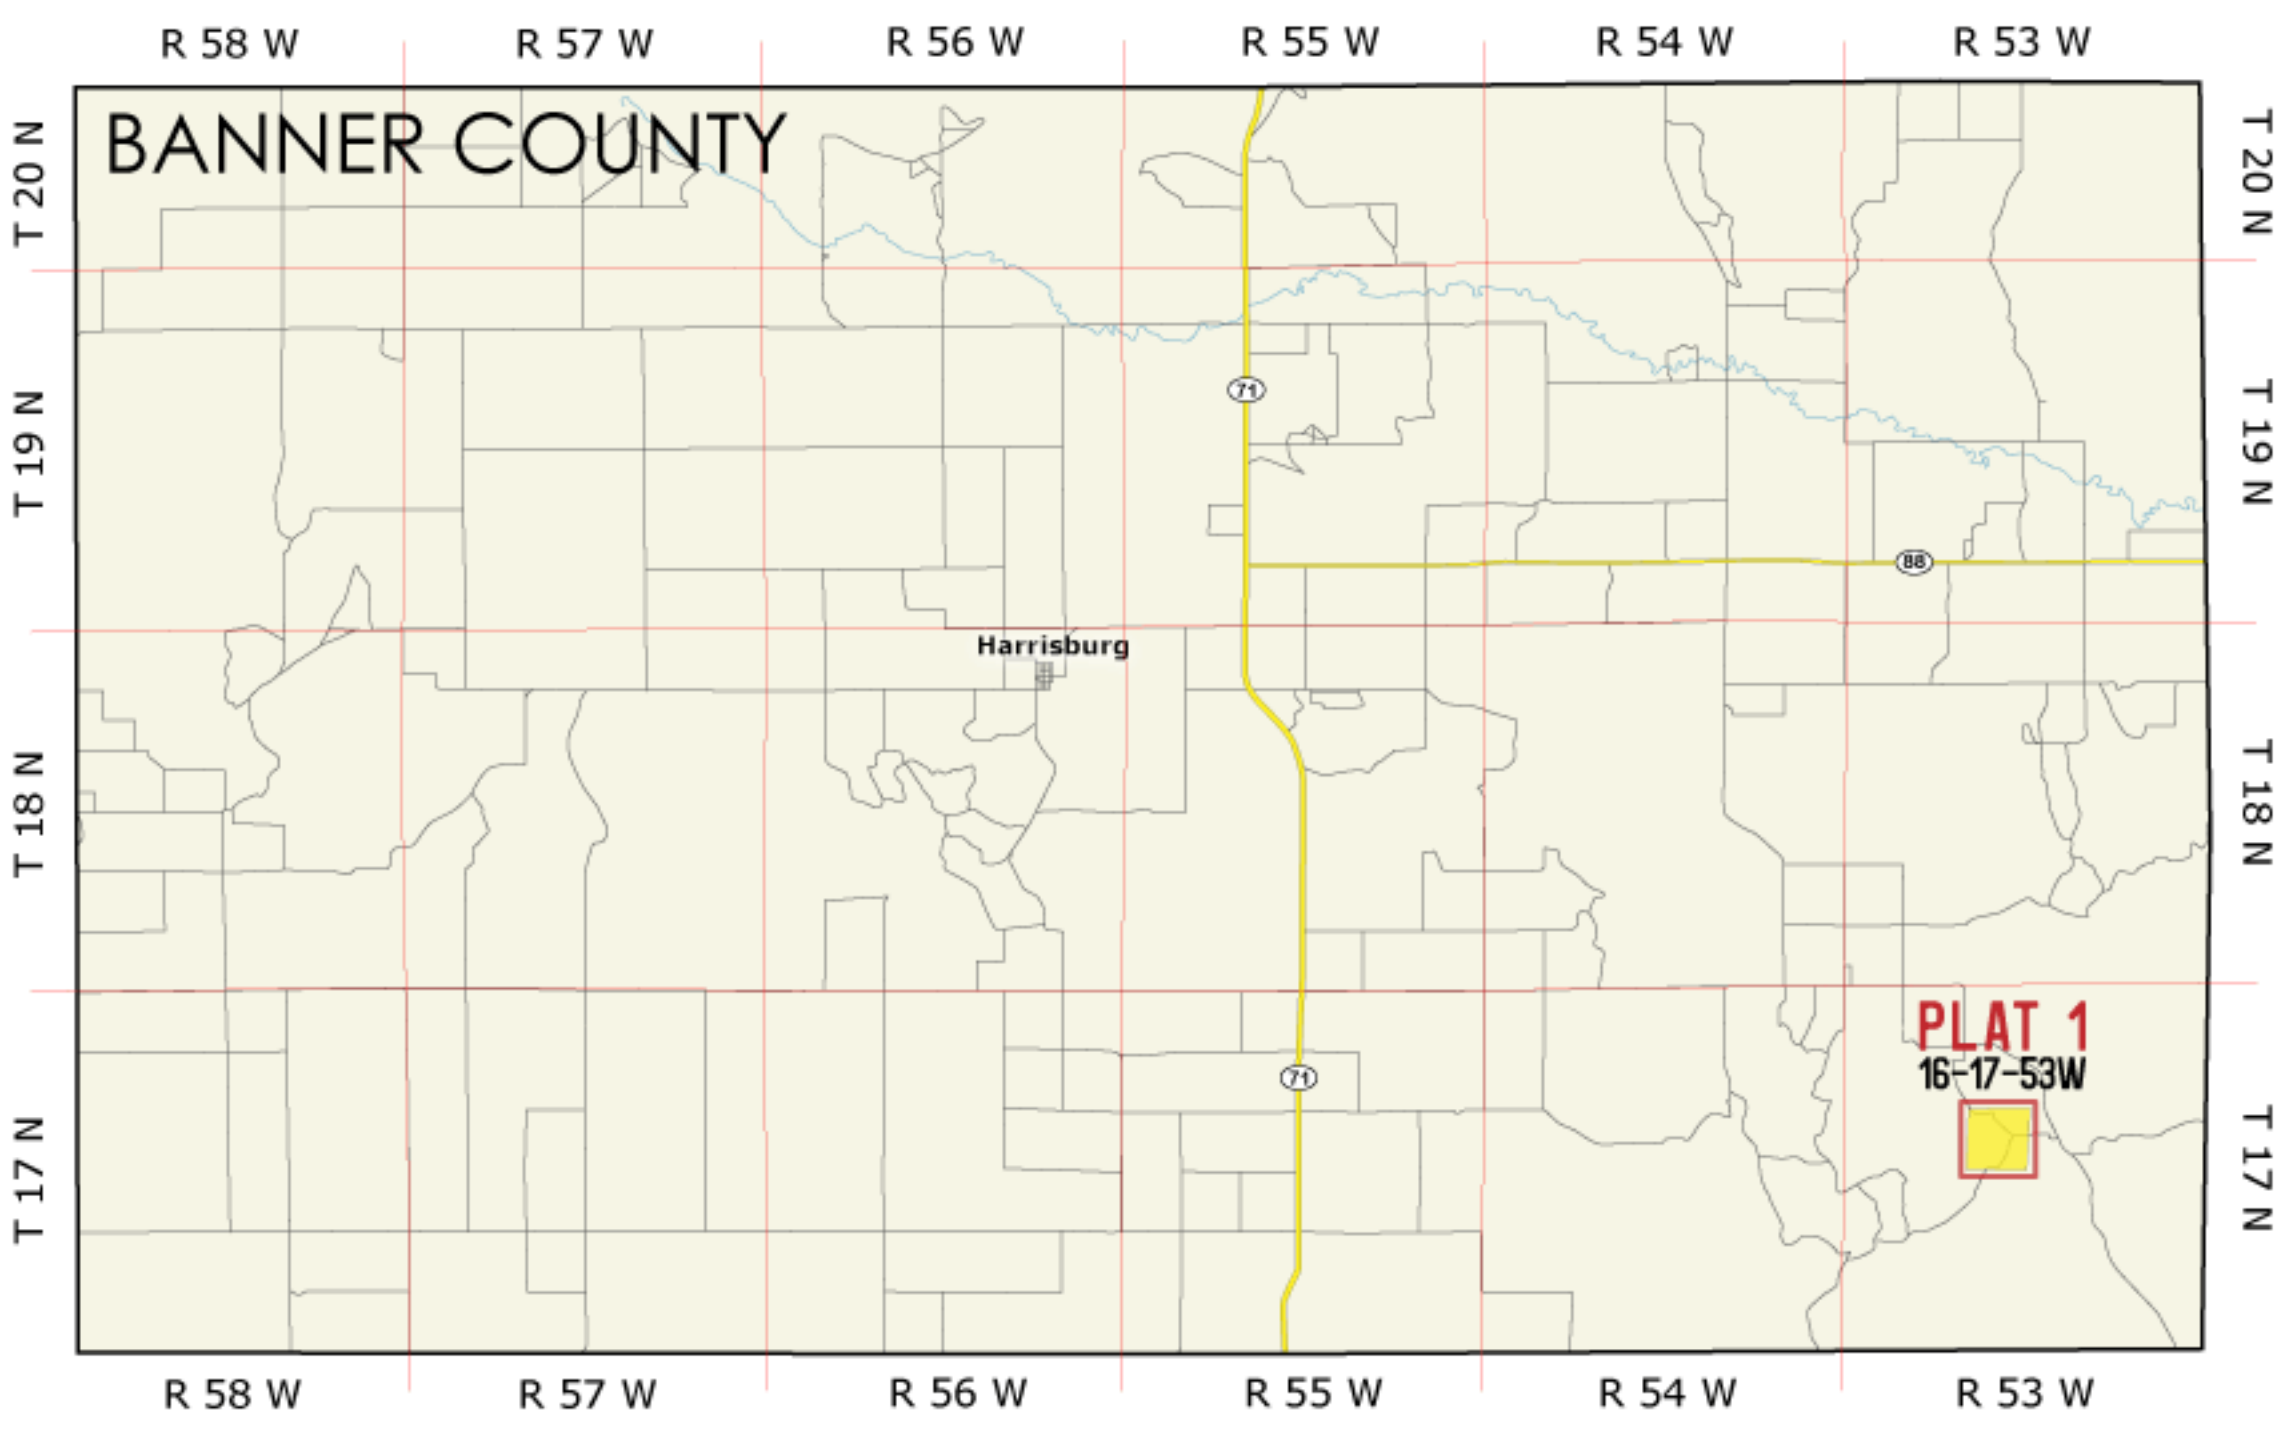 R 58 W R 57 W R 56 W R 55 W R 54 W R 53 W
BANNER COUNTY
T 20 N
T 20 N
71
T 19 N
T 19 N
88
Harrisburg
T 18 N
T 18 N
PLAT 1
16-17-53W
71
T 17 N
T 17 N
R 58 W R 57 W R 56 W R 55 W R 54 W R 53 W